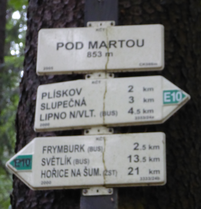 POD MARTOU
853 m
PLÍSKOV 2 km
SLUPEČNÁ 3 km
LIPNO N/VLT. (BUS) 4.5 km
E10
FRYMBURK (BUS) 2.5 km
SVĚTLÍK (BUS) 13.5 km
HOŘICE NA ŠUM. (ŽST) 21 km
E10